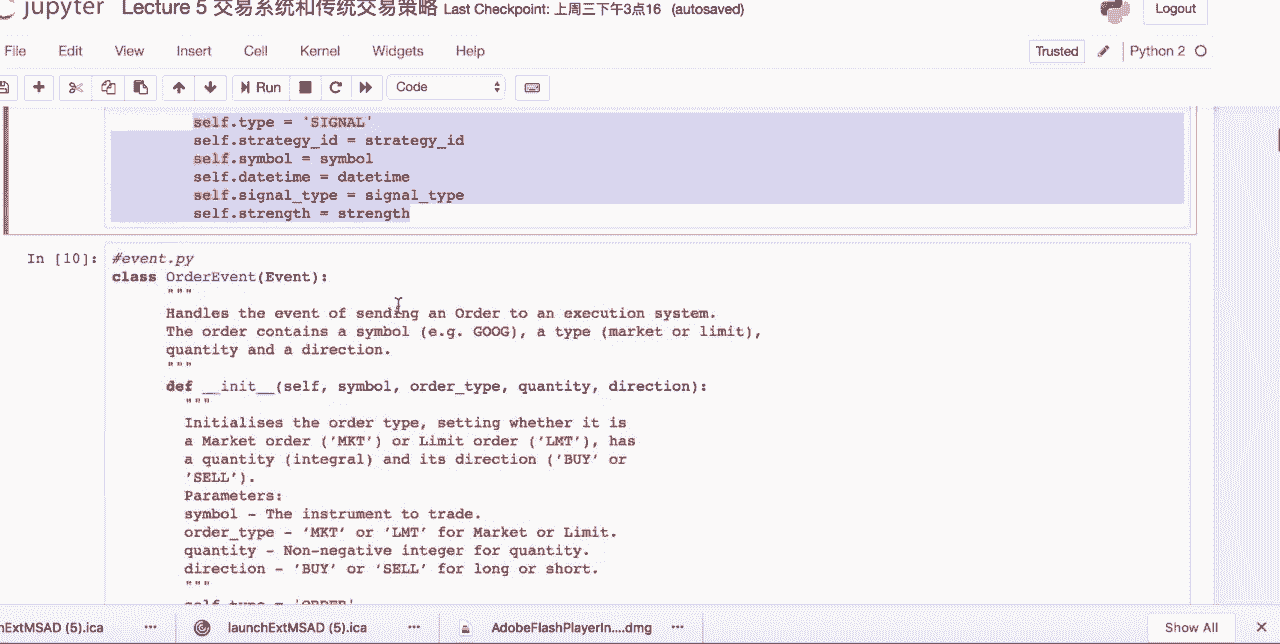 jupyter Lecture 5 交易系统和传统交易策略 Last Checkpoint: 上周三下午3点16 (autosaved)
Logout
File Edit View Insert Cell Kernel Widgets Help
Trusted Python 2
Run Code
self.type = 'SIGNAL'
self.strategy_id = strategy_id
self.symbol = symbol
self.datetime = datetime
self.signal_type = signal_type
self.strength = strength
In [10]: #event.py
class OrderEvent(Event):
"""
Handles the event of sending an Order to an execution system.
The order contains a symbol (e.g. GOOG), a type (market or limit),
quantity and a direction.
"""
def __init__(self, symbol, order_type, quantity, direction):
"""
Initialises the order type, setting whether it is
a Market order (’MKT’) or Limit order (’LMT’), has
a quantity (integral) and its direction (’BUY’ or
’SELL’).
Parameters:
symbol - The instrument to trade.
order_type - ’MKT’ or ’LMT’ for Market or Limit.
quantity - Non-negative integer for quantity.
direction - ’BUY’ or ’SELL’ for long or short.
"""
self.type = 'ORDER'
nExtMSAD (5).ica launchExtMSAD (5).ica AdobeFlashPlayerIn....dmg Show All